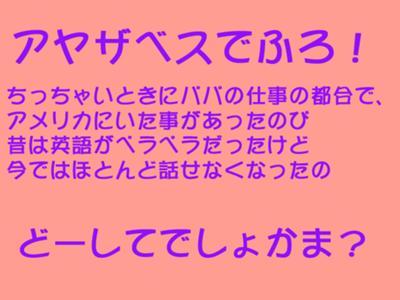 アヤザベスでふろ！
ちっちゃいときにパパの仕事の都合で、
アメリカにいた事があったのび
昔は英語がペラペラだったけど
今ではほとんど話せなくなったの
どーしてでしょかま？